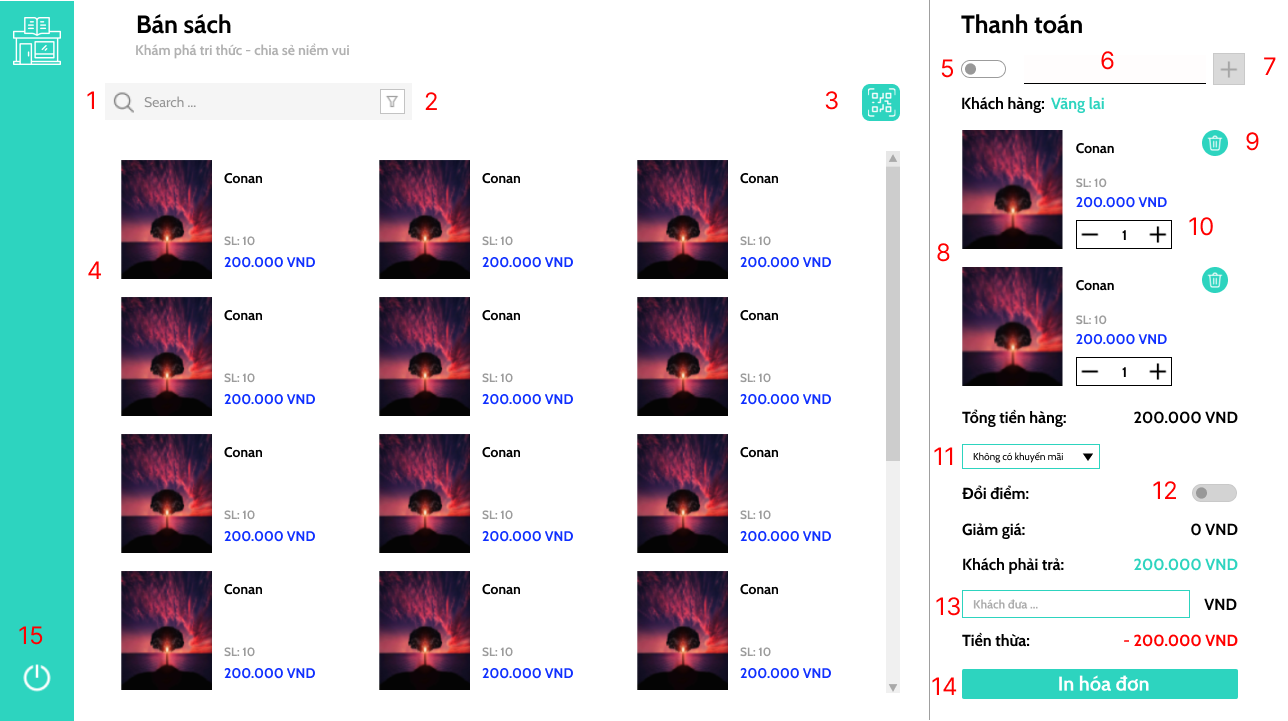 Bán sách
Khám phá tri thức - chia sẻ niềm vui
1
Search ...
2
3
4
Conan
SL: 10
200.000 VND
Conan
SL: 10
200.000 VND
Conan
SL: 10
200.000 VND
Conan
SL: 10
200.000 VND
Conan
SL: 10
200.000 VND
Conan
SL: 10
200.000 VND
Conan
SL: 10
200.000 VND
Conan
SL: 10
200.000 VND
Conan
SL: 10
200.000 VND
Conan
SL: 10
200.000 VND
Conan
SL: 10
200.000 VND
Conan
SL: 10
200.000 VND
15
Thanh toán
5
6
7
Khách hàng: Vãng lai
8
Conan
9
SL: 10
200.000 VND
1
10
Conan
SL: 10
200.000 VND
1
Tổng tiền hàng: 200.000 VND
11 Không có khuyến mãi
Đổi điểm: 12
Giảm giá: 0 VND
Khách phải trả: 200.000 VND
13 Khách đưa ... VND
Tiền thừa: - 200.000 VND
14 In hóa đơn